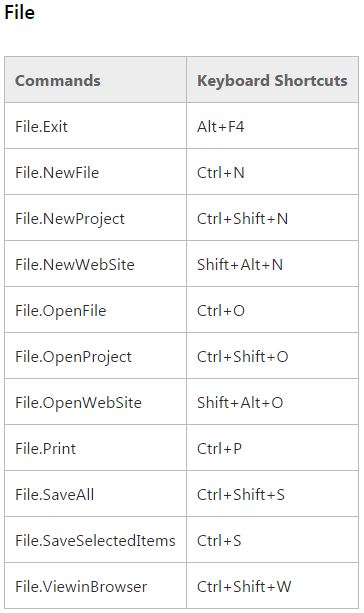 File
Commands Keyboard Shortcuts
File.Exit Alt+F4
File.NewFile Ctrl+N
File.NewProject Ctrl+Shift+N
File.NewWebSite Shift+Alt+N
File.OpenFile Ctrl+O
File.OpenProject Ctrl+Shift+O
File.OpenWebSite Shift+Alt+O
File.Print Ctrl+P
File.SaveAll Ctrl+Shift+S
File.SaveSelectedItems Ctrl+S
File.ViewinBrowser Ctrl+Shift+W